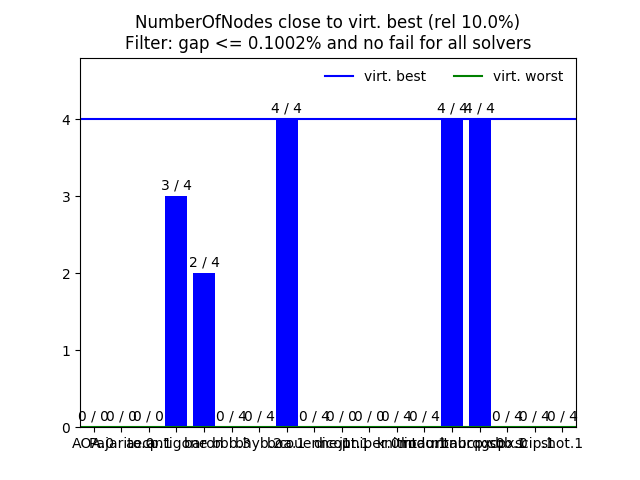 NumberOfNodes close to virt. best (rel 10.0%)
Filter: gap <= 0.1002% and no fail for all solvers
virt. best
virt. worst
4 / 4
4 / 4
4 / 4
3 / 4
2 / 4
0 / 0
0 / 0
0 / 0
0 / 4
0 / 4
0 / 4
0 / 0
0 / 0
0 / 4
0 / 4
0 / 4
0 / 4
0 / 4
4
3
2
1
0